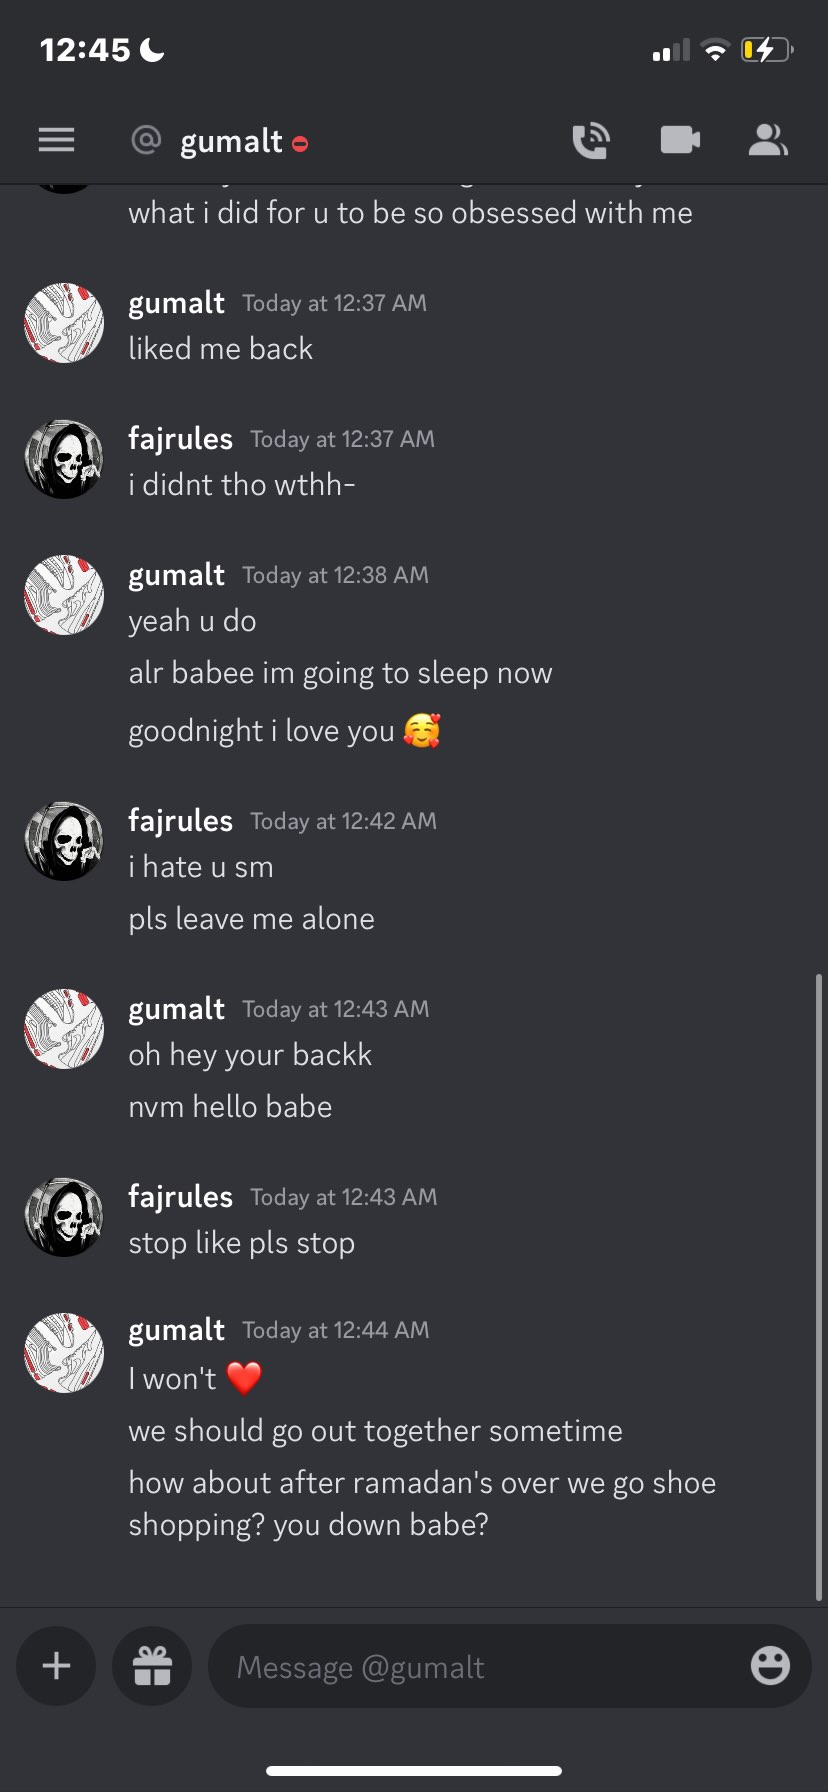 12:45
@ gumalt
what i did for u to be so obsessed with me
gumalt Today at 12:37 AM
liked me back
fajrules Today at 12:37 AM
i didnt tho wthh-
gumalt Today at 12:38 AM
yeah u do
alr babee im going to sleep now
goodnight i love you 🥰
fajrules Today at 12:42 AM
i hate u sm
pls leave me alone
gumalt Today at 12:43 AM
oh hey your backk
nvm hello babe
fajrules Today at 12:43 AM
stop like pls stop
gumalt Today at 12:44 AM
I won't ❤️
we should go out together sometime
how about after ramadan's over we go shoe
shopping? you down babe?
Message @gumalt